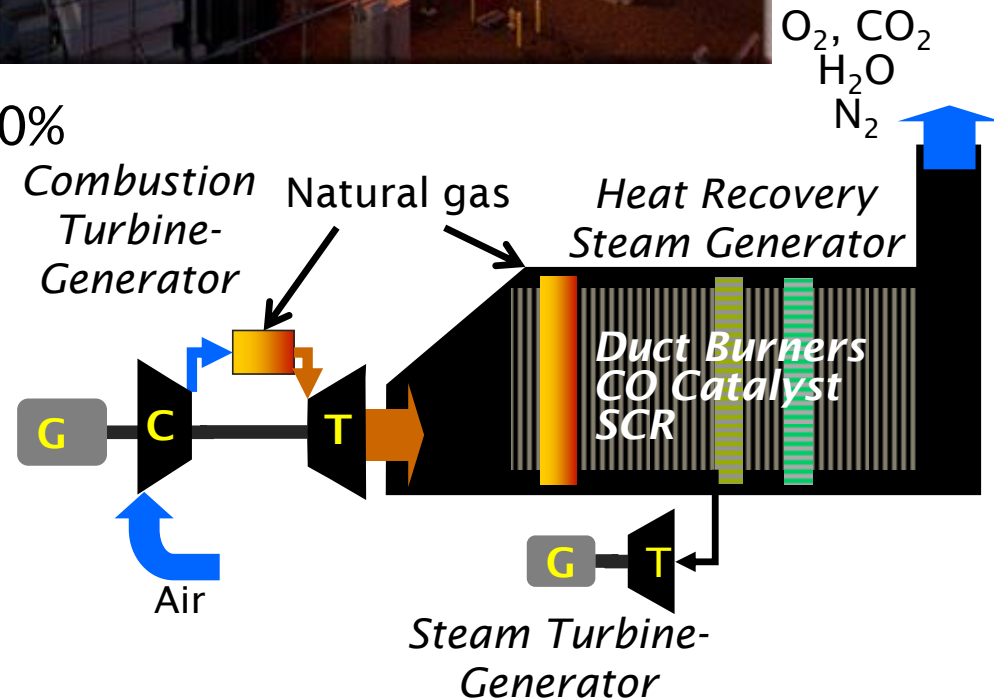 O₂, CO₂
H₂O
N₂
0%
Combustion
Turbine-
Generator
Natural gas
Heat Recovery
Steam Generator
Duct Burners
CO Catalyst
SCR
G
C
T
Air
G
T
Steam Turbine-
Generator